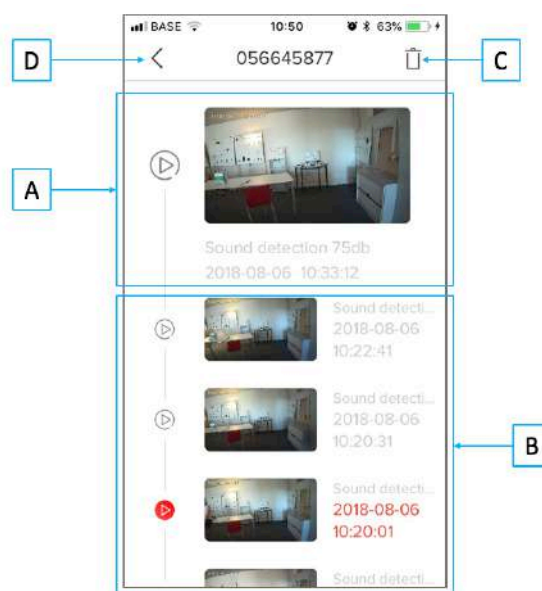 BASE 10:50 63%
D 056645877 C
A
Sound detection 75db
2018-08-06 10:33:12
Sound detecti...
2018-08-06
10:22:41
Sound detecti...
2018-08-06
10:20:31
B
Sound detecti...
2018-08-06
10:20:01
Sound detecti...